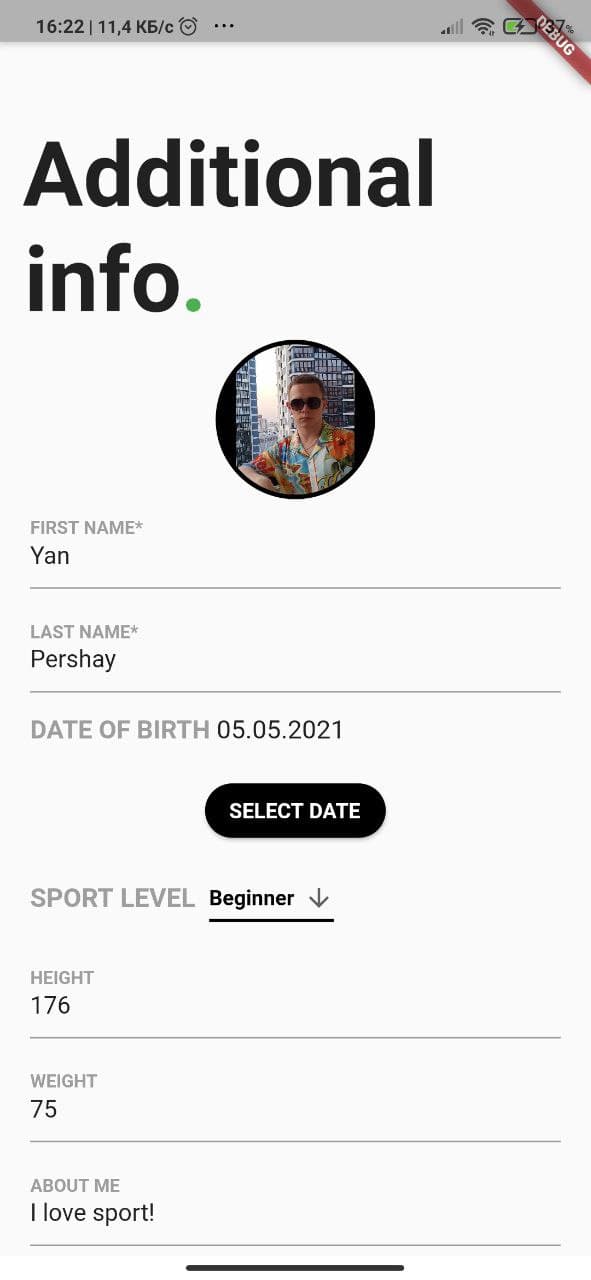 16:22 | 11,4 КБ/с ···
37%
DEBUG
Additional
info.
FIRST NAME*
Yan
LAST NAME*
Pershay
DATE OF BIRTH 05.05.2021
SELECT DATE
SPORT LEVEL Beginner
HEIGHT
176
WEIGHT
75
ABOUT ME
I love sport!